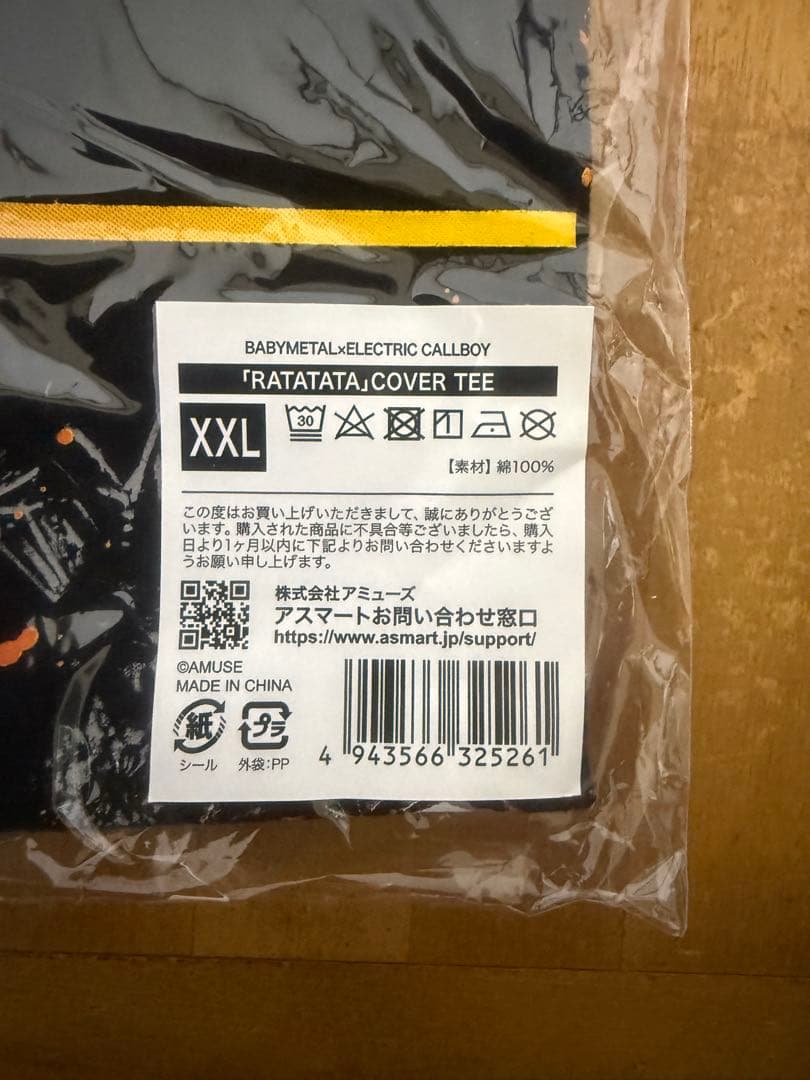 BABYMETAL×ELECTRIC CALLBOY
「RATATATA」COVER TEE
XXL
30
【素材】綿100%
この度はお買い上げいただきまして、誠にありがとうござ
います。購入された商品に不具合等ございましたら、購入
日より1ヶ月以内に下記よりお問い合わせくださいますよ
うお願い申し上げます。
株式会社アミューズ
アスマートお問い合わせ窓口
https://www.asmart.jp/support/
©AMUSE
MADE IN CHINA
紙 プラ
シール 外袋:PP
4 943566 325261